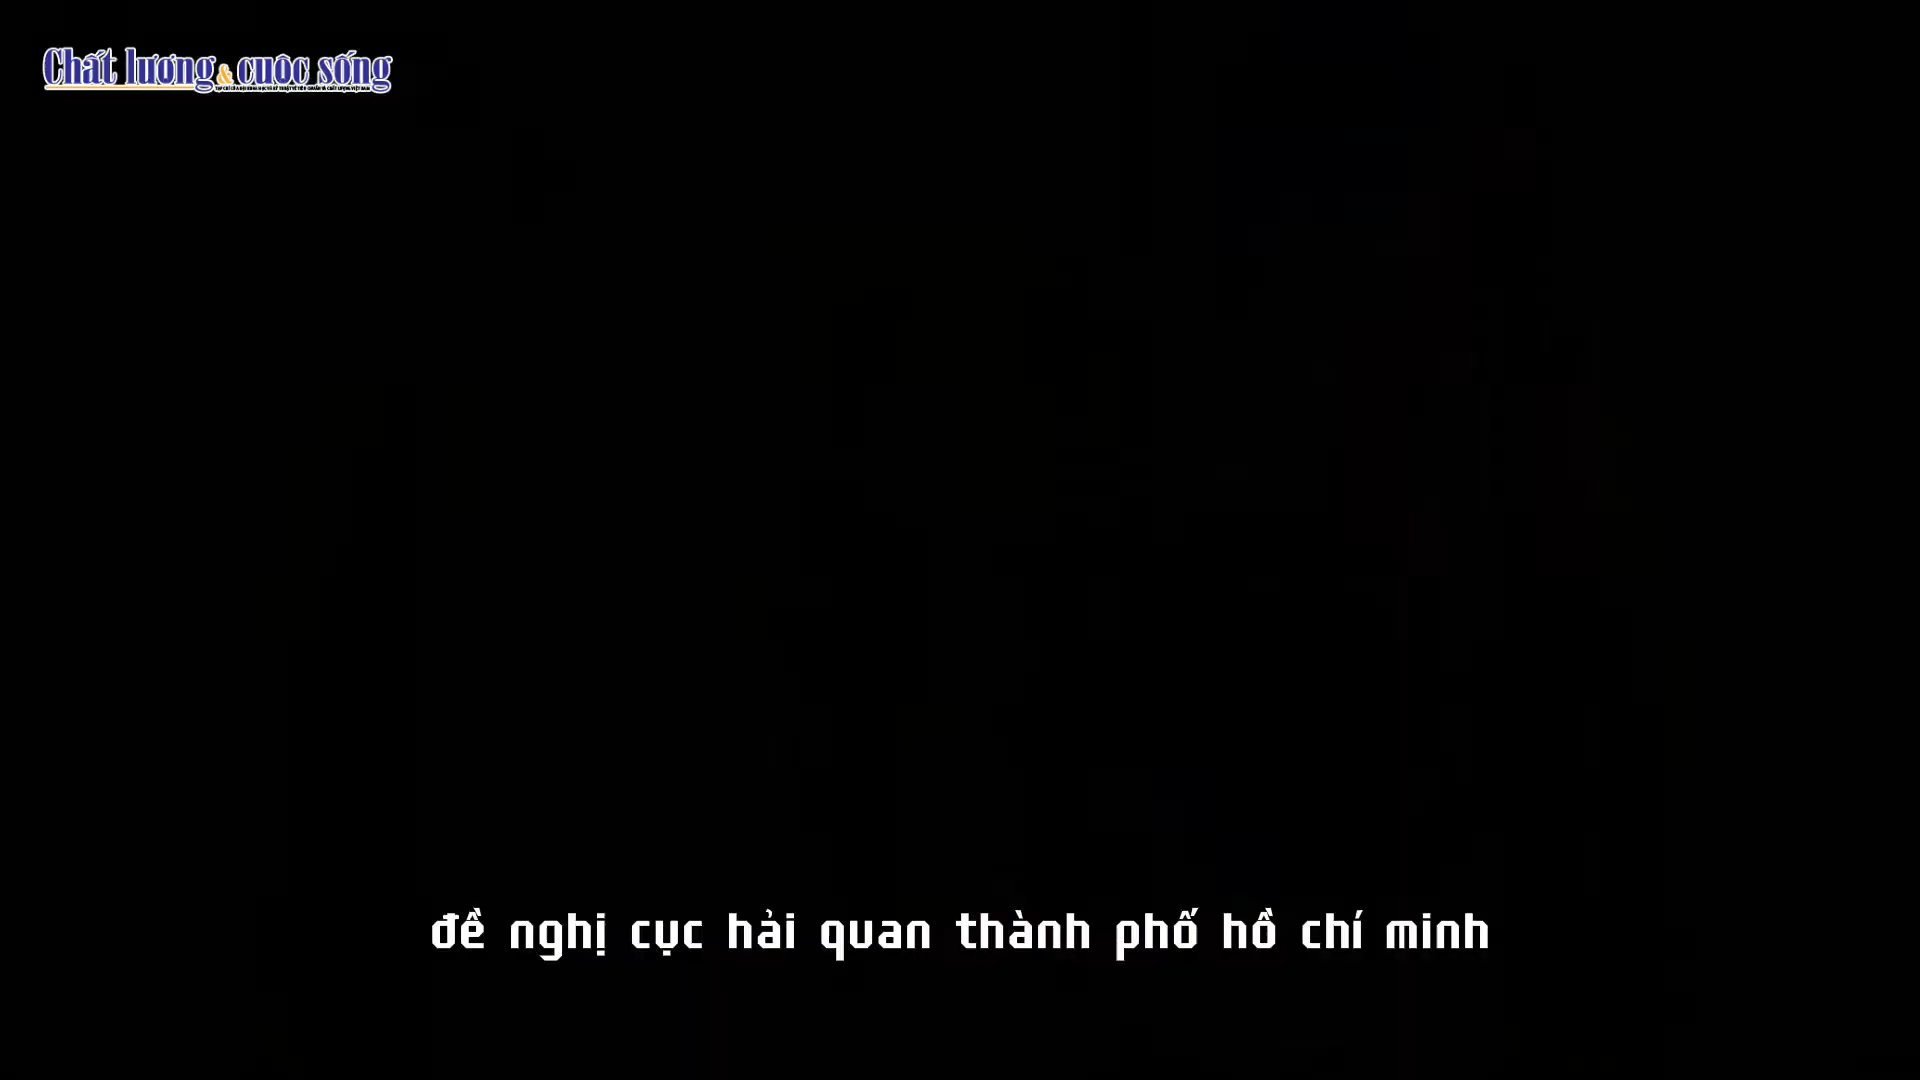 Chất lượng & cuộc sống
đề nghị cục hải quan thành phố hồ chí minh